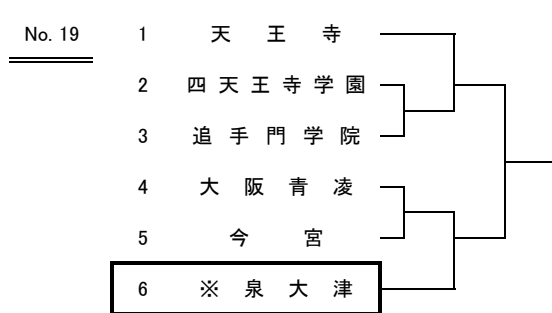 No. 19 1 天王寺
2 四天王寺学園
3 追手門学院
4 大阪青凌
5 今宮
6 ※泉大津